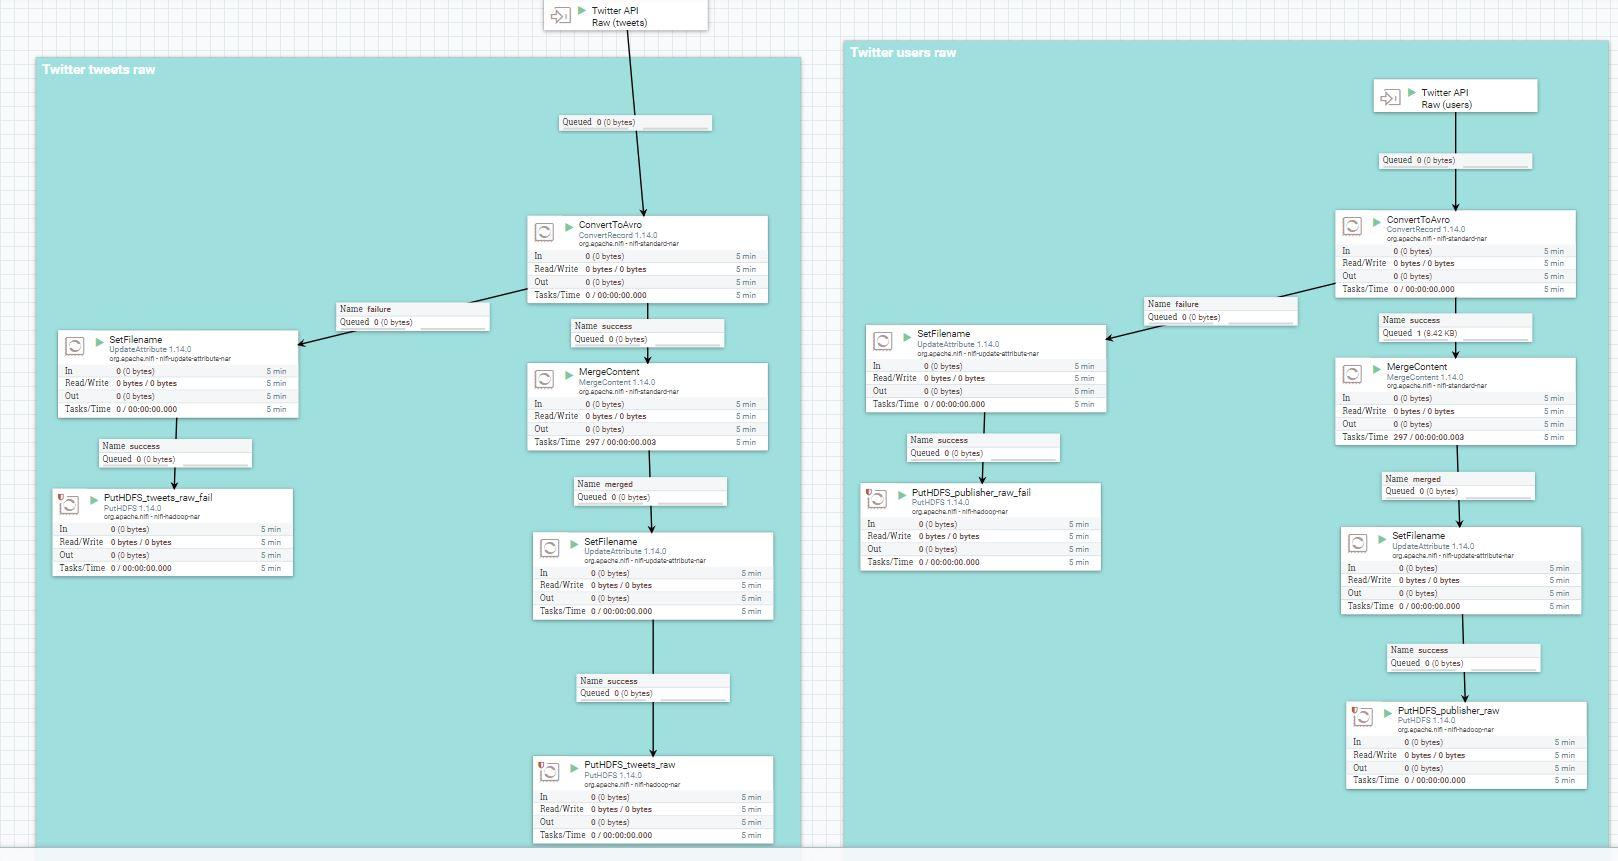 Twitter API
Raw (tweets)
Twitter tweets raw
Queued 0 (0 bytes)
ConvertToAvro
ConvertRecord 1.14.0
org.apache.nifi - nifi-standard-nar
In 0 (0 bytes) 5 min
Read/Write 0 bytes / 0 bytes 5 min
Out 0 (0 bytes) 5 min
Tasks/Time 0 / 00:00:00.000 5 min
Name failure
Queued 0 (0 bytes)
Name success
Queued 0 (0 bytes)
SetFilename
UpdateAttribute 1.14.0
org.apache.nifi - nifi-update-attribute-nar
In 0 (0 bytes) 5 min
Read/Write 0 bytes / 0 bytes 5 min
Out 0 (0 bytes) 5 min
Tasks/Time 0 / 00:00:00.000 5 min
Name success
Queued 0 (0 bytes)
PutHDFS_tweets_raw_fail
PutHDFS 1.14.0
org.apache.nifi - nifi-hadoop-nar
In 0 (0 bytes) 5 min
Read/Write 0 bytes / 0 bytes 5 min
Out 0 (0 bytes) 5 min
Tasks/Time 0 / 00:00:00.000 5 min
MergeContent
MergeContent 1.14.0
org.apache.nifi - nifi-standard-nar
In 0 (0 bytes) 5 min
Read/Write 0 bytes / 0 bytes 5 min
Out 0 (0 bytes) 5 min
Tasks/Time 297 / 00:00:00.003 5 min
Name merged
Queued 0 (0 bytes)
SetFilename
UpdateAttribute 1.14.0
org.apache.nifi - nifi-update-attribute-nar
In 0 (0 bytes) 5 min
Read/Write 0 bytes / 0 bytes 5 min
Out 0 (0 bytes) 5 min
Tasks/Time 0 / 00:00:00.000 5 min
Name success
Queued 0 (0 bytes)
PutHDFS_tweets_raw
PutHDFS 1.14.0
org.apache.nifi - nifi-hadoop-nar
In 0 (0 bytes) 5 min
Read/Write 0 bytes / 0 bytes 5 min
Out 0 (0 bytes) 5 min
Tasks/Time 0 / 00:00:00.000 5 min
Twitter users raw
Twitter API
Raw (users)
Queued 0 (0 bytes)
ConvertToAvro
ConvertRecord 1.14.0
org.apache.nifi - nifi-standard-nar
In 0 (0 bytes) 5 min
Read/Write 0 bytes / 0 bytes 5 min
Out 0 (0 bytes) 5 min
Tasks/Time 0 / 00:00:00.000 5 min
Name failure
Queued 0 (0 bytes)
Name success
Queued 1 (8.42 KB)
SetFilename
UpdateAttribute 1.14.0
org.apache.nifi - nifi-update-attribute-nar
In 0 (0 bytes) 5 min
Read/Write 0 bytes / 0 bytes 5 min
Out 0 (0 bytes) 5 min
Tasks/Time 0 / 00:00:00.000 5 min
Name success
Queued 0 (0 bytes)
PutHDFS_publisher_raw_fail
PutHDFS 1.14.0
org.apache.nifi - nifi-hadoop-nar
In 0 (0 bytes) 5 min
Read/Write 0 bytes / 0 bytes 5 min
Out 0 (0 bytes) 5 min
Tasks/Time 0 / 00:00:00.000 5 min
MergeContent
MergeContent 1.14.0
org.apache.nifi - nifi-standard-nar
In 0 (0 bytes) 5 min
Read/Write 0 bytes / 0 bytes 5 min
Out 0 (0 bytes) 5 min
Tasks/Time 297 / 00:00:00.003 5 min
Name merged
Queued 0 (0 bytes)
SetFilename
UpdateAttribute 1.14.0
org.apache.nifi - nifi-update-attribute-nar
In 0 (0 bytes) 5 min
Read/Write 0 bytes / 0 bytes 5 min
Out 0 (0 bytes) 5 min
Tasks/Time 0 / 00:00:00.000 5 min
Name success
Queued 0 (0 bytes)
PutHDFS_publisher_raw
PutHDFS 1.14.0
org.apache.nifi - nifi-hadoop-nar
In 0 (0 bytes) 5 min
Read/Write 0 bytes / 0 bytes 5 min
Out 0 (0 bytes) 5 min
Tasks/Time 0 / 00:00:00.000 5 min